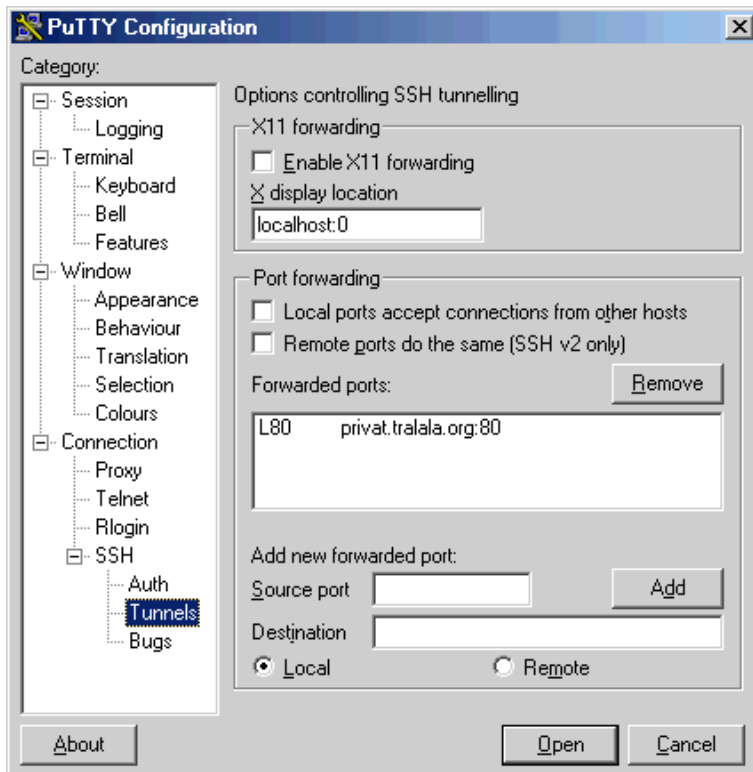 PuTTY Configuration
Category:
Session
Logging
Terminal
Keyboard
Bell
Features
Window
Appearance
Behaviour
Translation
Selection
Colours
Connection
Proxy
Telnet
Rlogin
SSH
Auth
Tunnels
Bugs
Options controlling SSH tunnelling
X11 forwarding
Enable X11 forwarding
X display location
localhost:0
Port forwarding
Local ports accept connections from other hosts
Remote ports do the same (SSH v2 only)
Forwarded ports:
Remove
L80 privat.tralala.org:80
Add new forwarded port:
Source port
Add
Destination
Local Remote
About Open Cancel